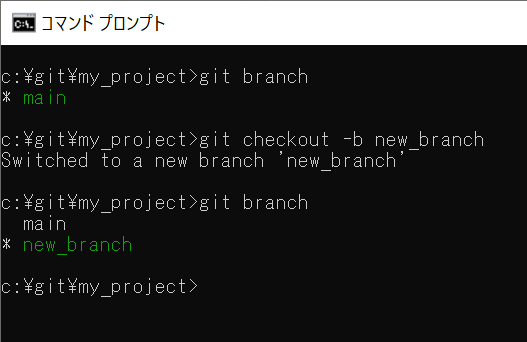 コマンド プロンプト
c:¥git¥my_project>git branch
* main
c:¥git¥my_project>git checkout -b new_branch
Switched to a new branch 'new_branch'
c:¥git¥my_project>git branch
main
* new_branch
c:¥git¥my_project>